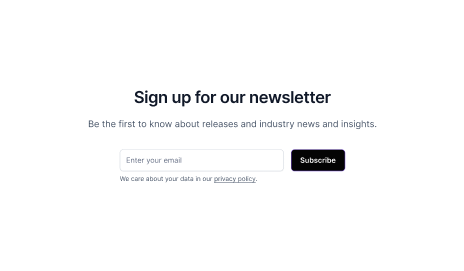 Sign up for our newsletter
Be the first to know about releases and industry news and insights.
Enter your email
Subscribe
We care about your data in our privacy policy.